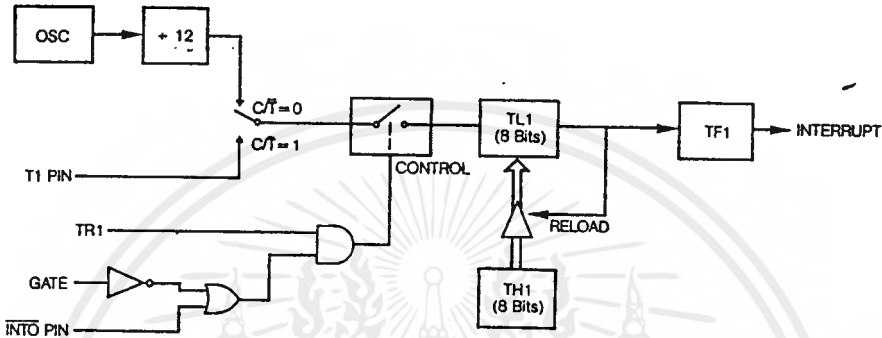 OSC
÷ 12
C/T̅ = 0
C/T̅ = 1
T1 PIN
CONTROL
TL1
(8 Bits)
TF1
INTERRUPT
TR1
RELOAD
GATE
TH1
(8 Bits)
I̅N̅T̅O̅ PIN